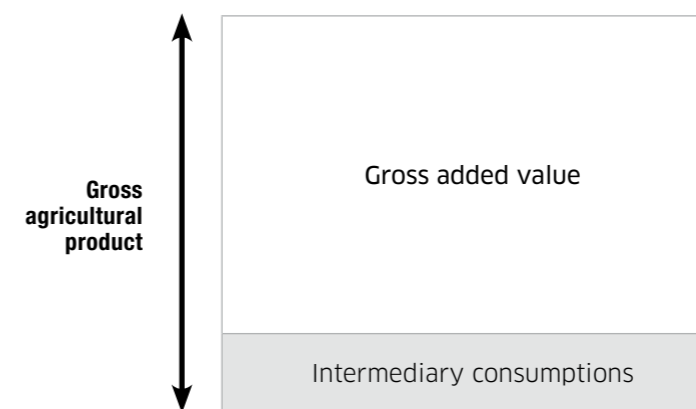 Gross
agricultural
product
Gross added value
Intermediary consumptions